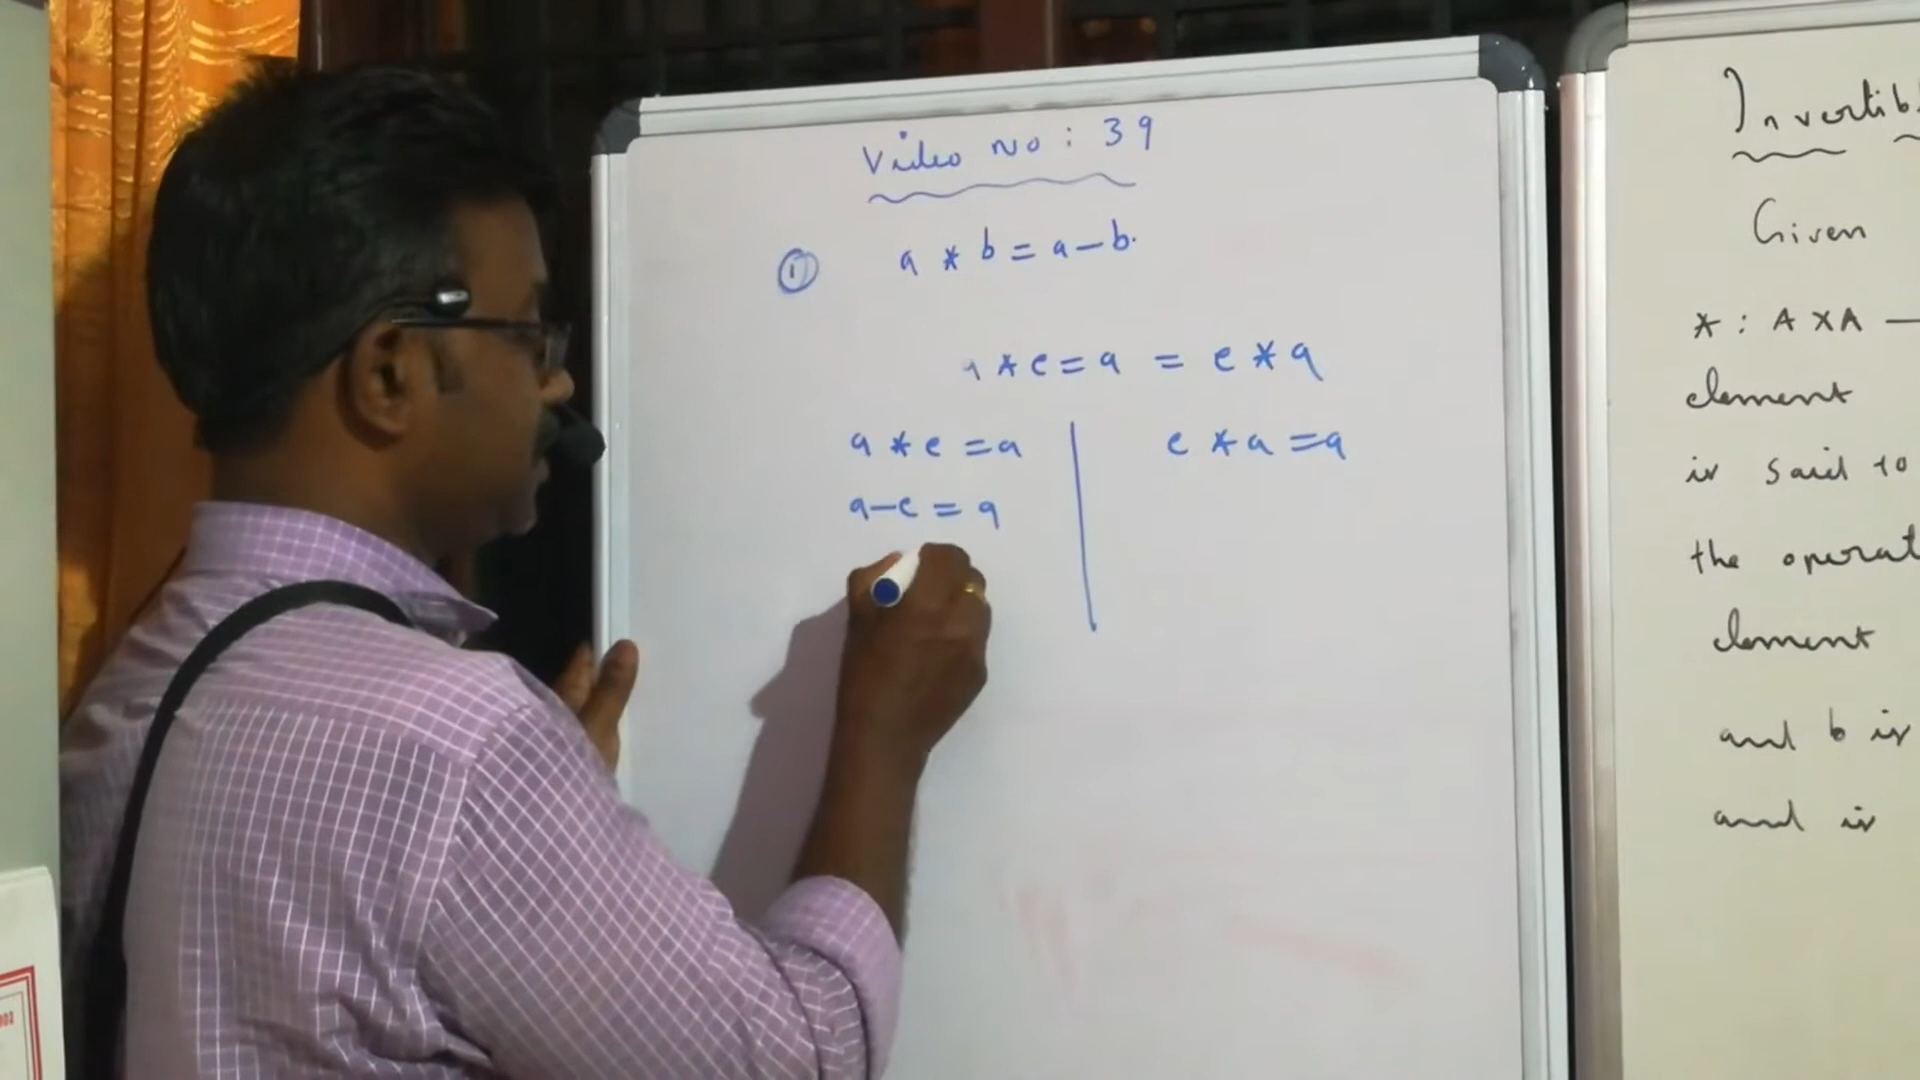 Video no : 39
① a * b = a - b.
a * e = a = e * a
a * e = a
e * a = a
a - e = a
Invertib
Given
* : A X A —
element
is said to
the operat
element
and b is
and is